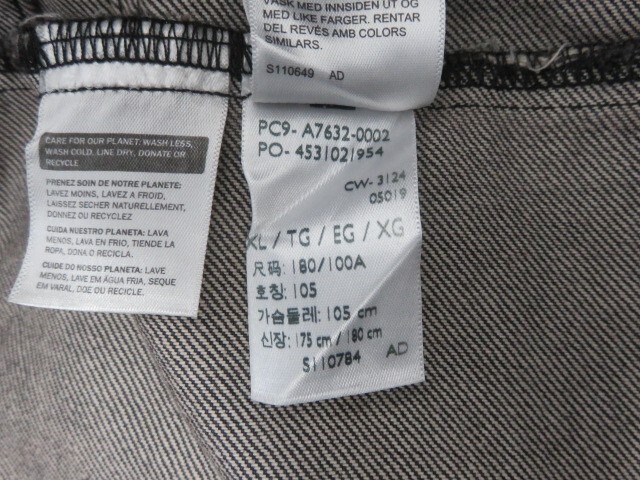 VASK MED INNSIDEN UT OG
MED LIKE FARGER. RENTAR
DEL REVÉS AMB COLORS
SIMILARS.
S110649 AD
CARE FOR OUR PLANET: WASH LESS,
WASH COLD, LINE DRY, DONATE OR
RECYCLE.
PRENEZ SOIN DE NOTRE PLANETE:
LAVEZ MOINS, LAVEZ A FROID,
LAISSEZ SECHER NATURELLEMENT,
DONNEZ OU RECYCLEZ
CUIDA NUESTRO PLANETA: LAVA
MENOS, LAVA EN FRIO, TIENDE LA
ROPA, DONA O RECICLA.
CUIDE DO NOSSO PLANETA: LAVE
MENOS, LAVE EM ÁGUA FRIA, SEQUE
EM VARAL, DOE OU RECICLE.
PC9- A7632-0002
PO- 4531021954
CW- 3124
05019
XL / TG / EG / XG
尺码: 180/100A
호칭: 105
가슴둘레: 105 cm
신장: 175 cm / 180 cm
S110784 AD